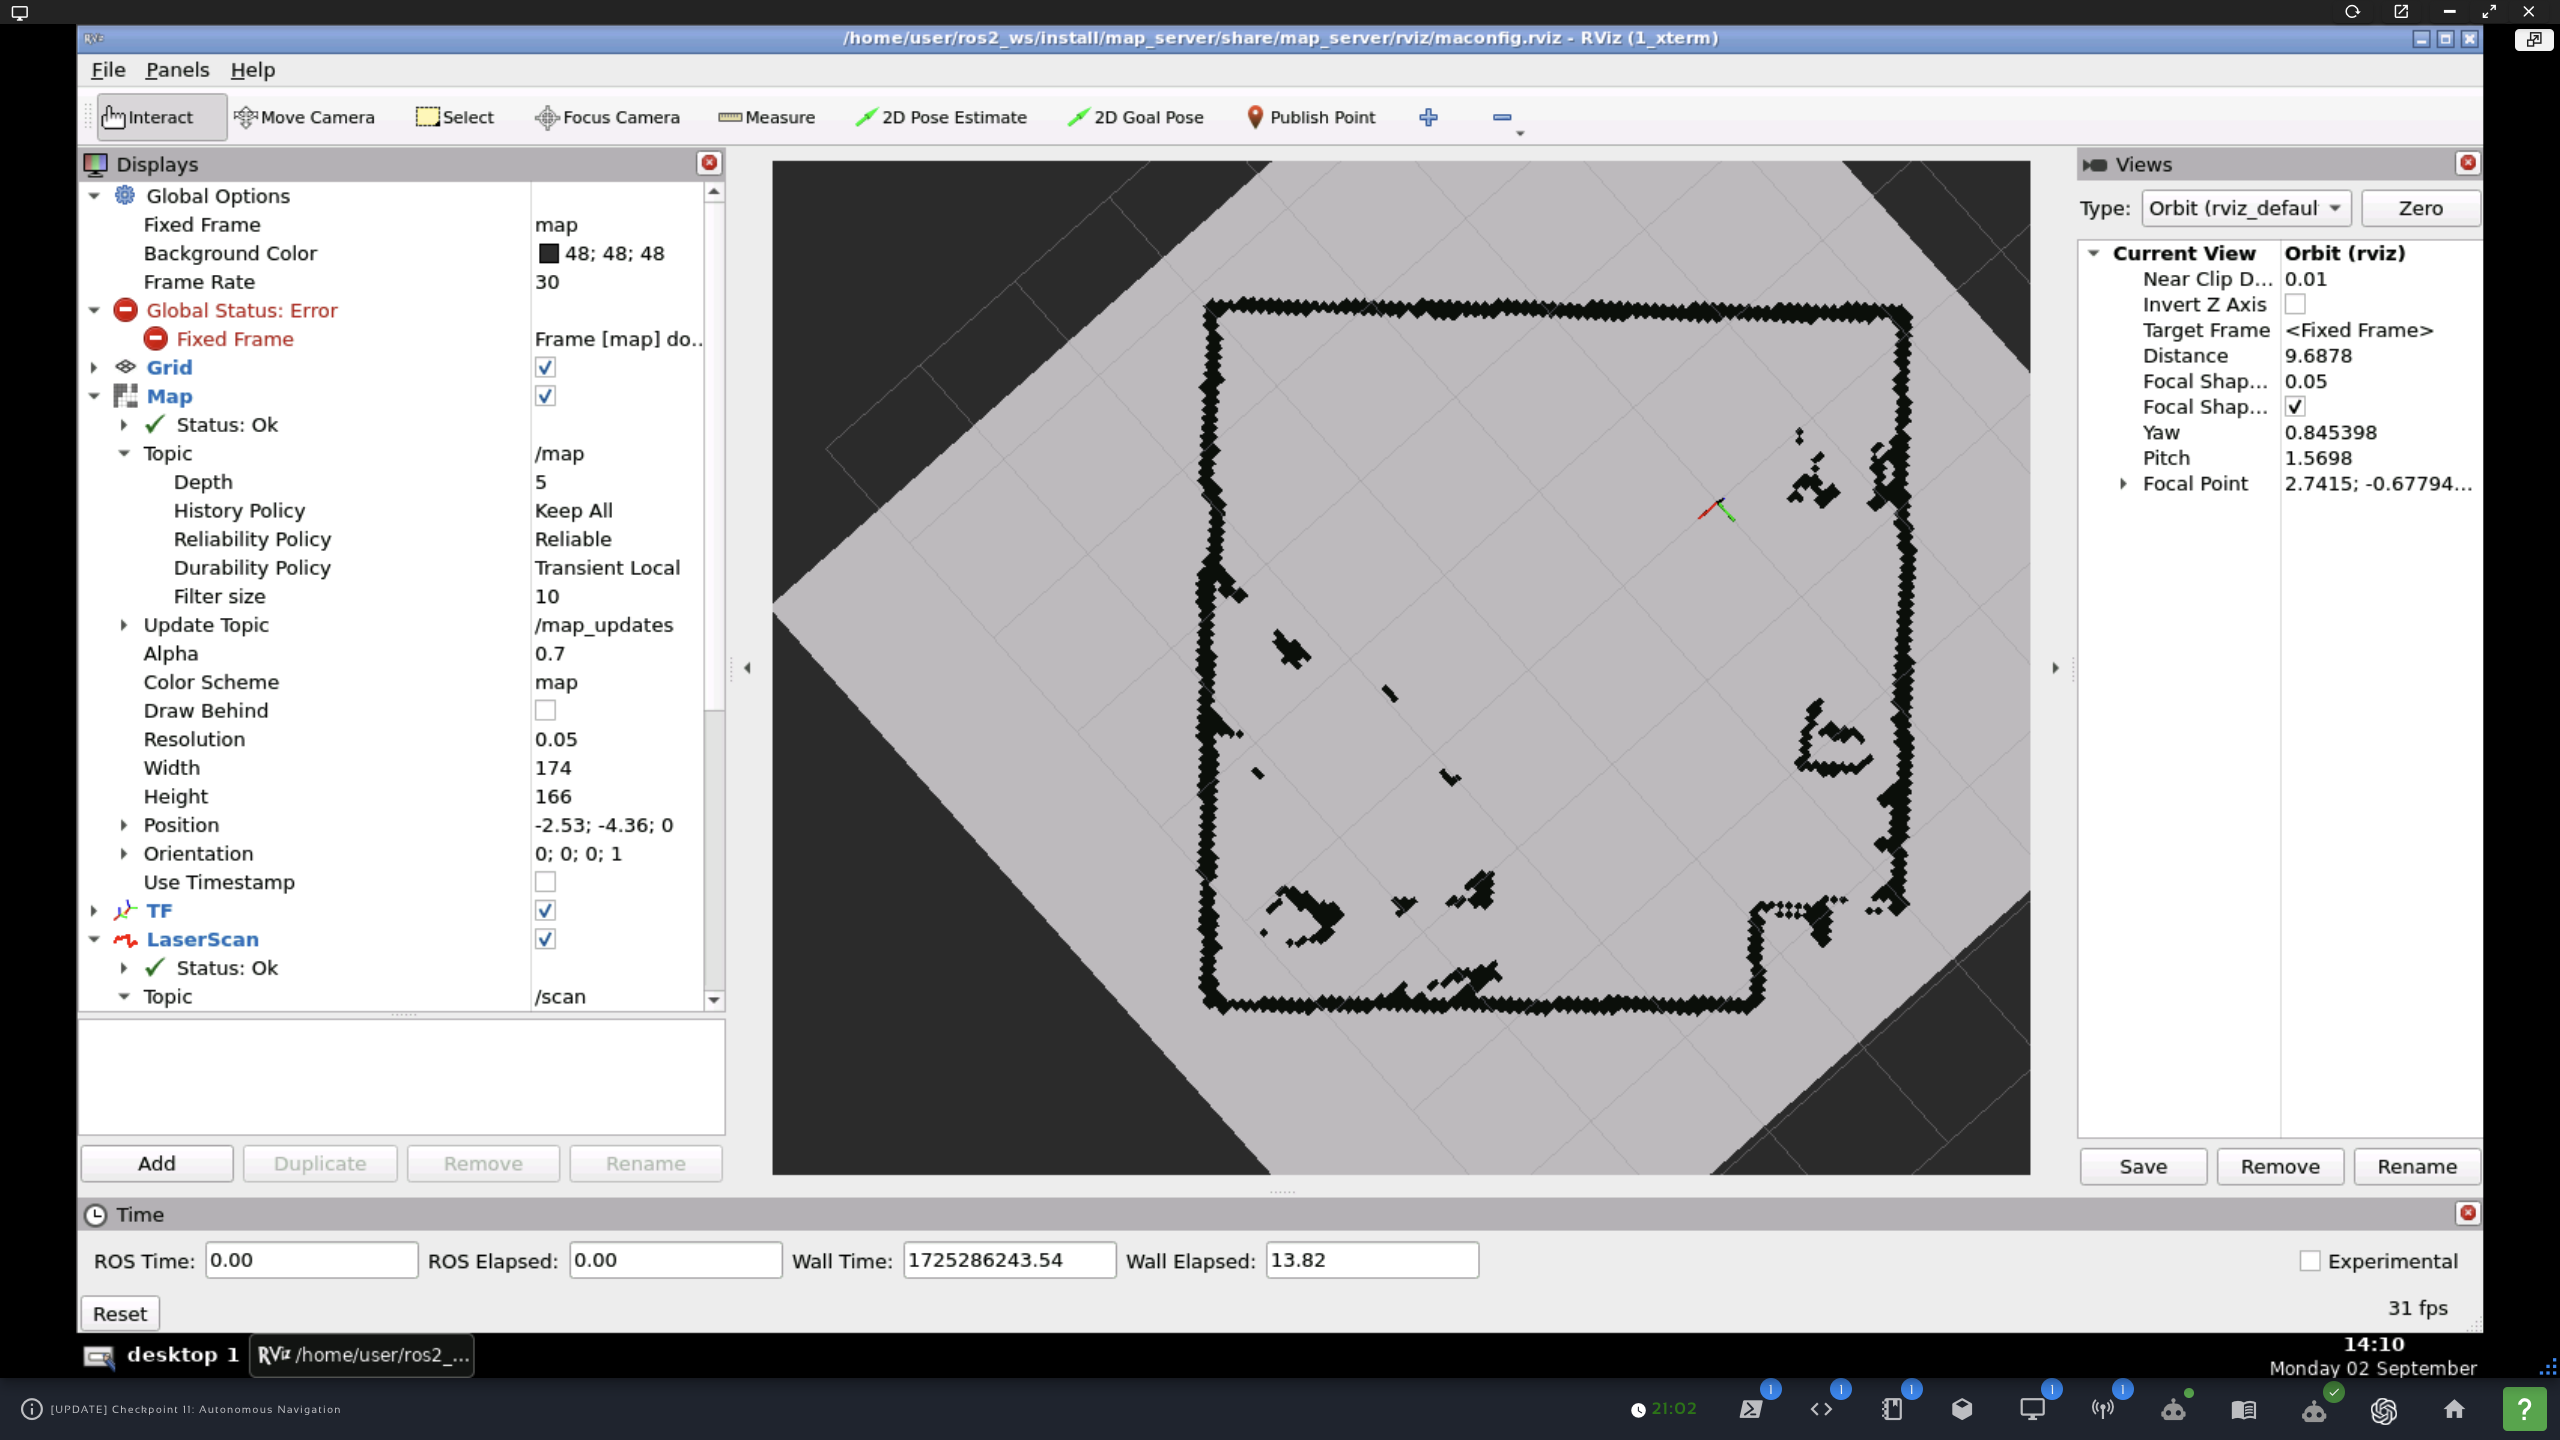 /home/user/ros2_ws/install/map_server/share/map_server/rviz/maconfig.rviz - RViz (1_xterm)
File Panels Help
Interact Move Camera Select Focus Camera Measure 2D Pose Estimate 2D Goal Pose Publish Point
Displays
Global Options
Fixed Frame map
Background Color 48; 48; 48
Frame Rate 30
Global Status: Error
Fixed Frame Frame [map] do..
Grid
Map
Status: Ok
Topic /map
Depth 5
History Policy Keep All
Reliability Policy Reliable
Durability Policy Transient Local
Filter size 10
Update Topic /map_updates
Alpha 0.7
Color Scheme map
Draw Behind
Resolution 0.05
Width 174
Height 166
Position -2.53; -4.36; 0
Orientation 0; 0; 0; 1
Use Timestamp
TF
LaserScan
Status: Ok
Topic /scan
Add Duplicate Remove Rename
Views
Type: Orbit (rviz_defaul Zero
Current View Orbit (rviz)
Near Clip D... 0.01
Invert Z Axis
Target Frame <Fixed Frame>
Distance 9.6878
Focal Shap... 0.05
Focal Shap...
Yaw 0.845398
Pitch 1.5698
Focal Point 2.7415; -0.67794...
Save Remove Rename
Time
ROS Time: 0.00 ROS Elapsed: 0.00 Wall Time: 1725286243.54 Wall Elapsed: 13.82 Experimental
Reset 31 fps
desktop 1 RViz /home/user/ros2_...
14:10
Monday 02 September
[UPDATE] Checkpoint 11: Autonomous Navigation
21:02 1 1 1 1 1 ?